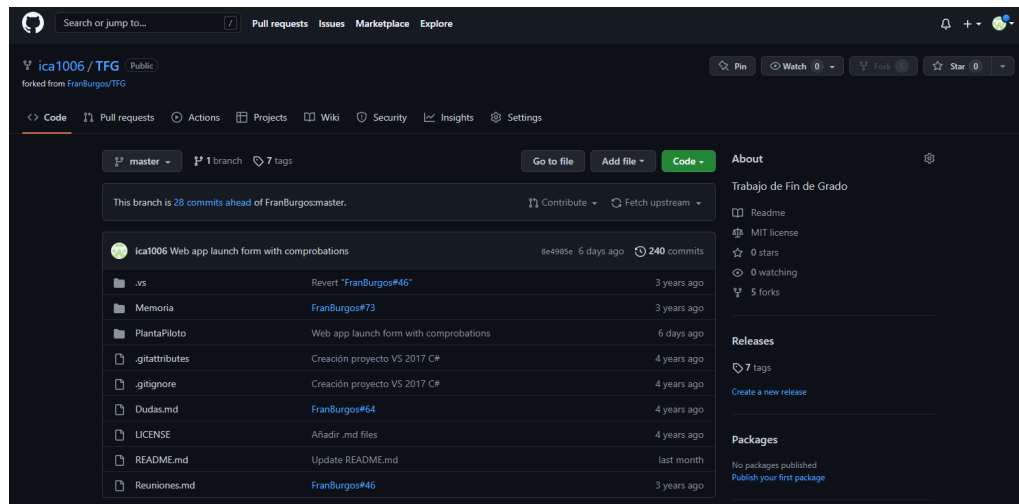 Search or jump to... / Pull requests Issues Marketplace Explore
ica1006 / TFG Public
Pin Watch 0 Fork 5 Star 0
forked from FranBurgos/TFG
Code Pull requests Actions Projects Wiki Security Insights Settings
master 1 branch 7 tags Go to file Add file Code
This branch is 28 commits ahead of FranBurgos:master. Contribute Fetch upstream
ica1006 Web app launch form with comprobations 8e4985e 6 days ago 240 commits
.vs Revert "FranBurgos#46" 3 years ago
Memoria FranBurgos#73 3 years ago
PlantaPiloto Web app launch form with comprobations 6 days ago
.gitattributes Creación proyecto VS 2017 C# 4 years ago
.gitignore Creación proyecto VS 2017 C# 4 years ago
Dudas.md FranBurgos#64 4 years ago
LICENSE Añadir .md files 4 years ago
README.md Update README.md last month
Reuniones.md FranBurgos#46 3 years ago
About
Trabajo de Fin de Grado
Readme
MIT license
0 stars
0 watching
5 forks
Releases
7 tags
Create a new release
Packages
No packages published
Publish your first package